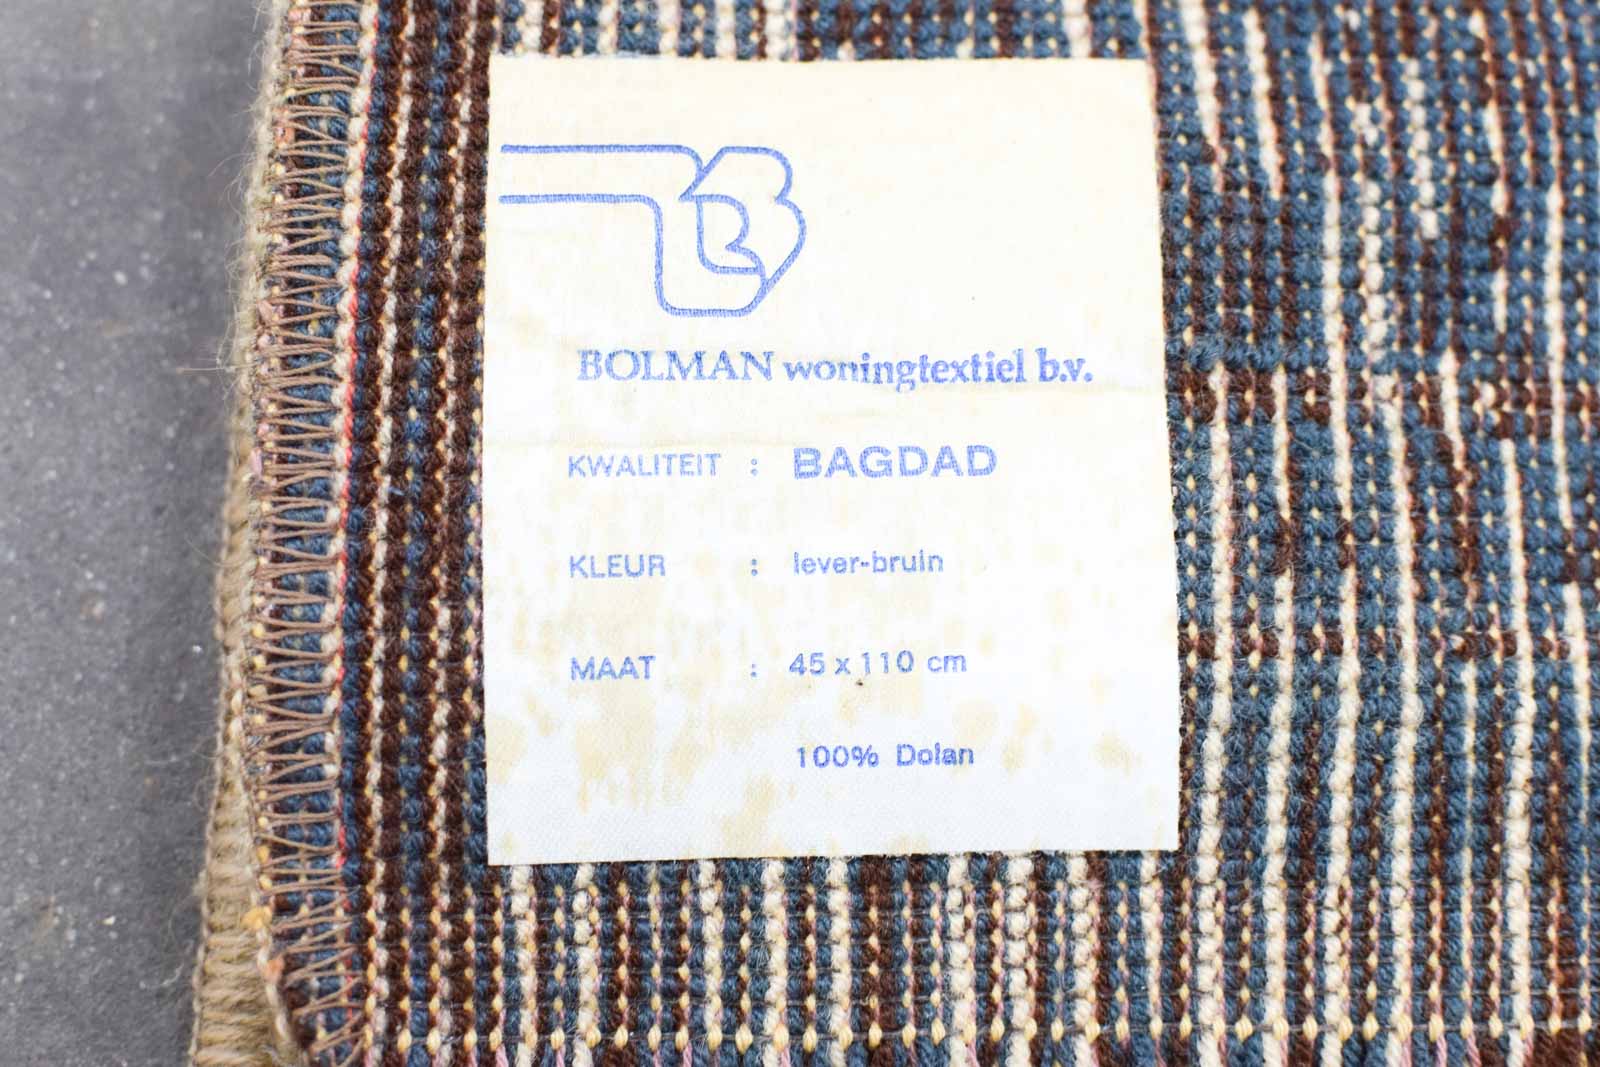 BOLMAN woningtextiel b.v.
KWALITEIT : BAGDAD
KLEUR : lever-bruin
MAAT : 45 x 110 cm
100% Dolan